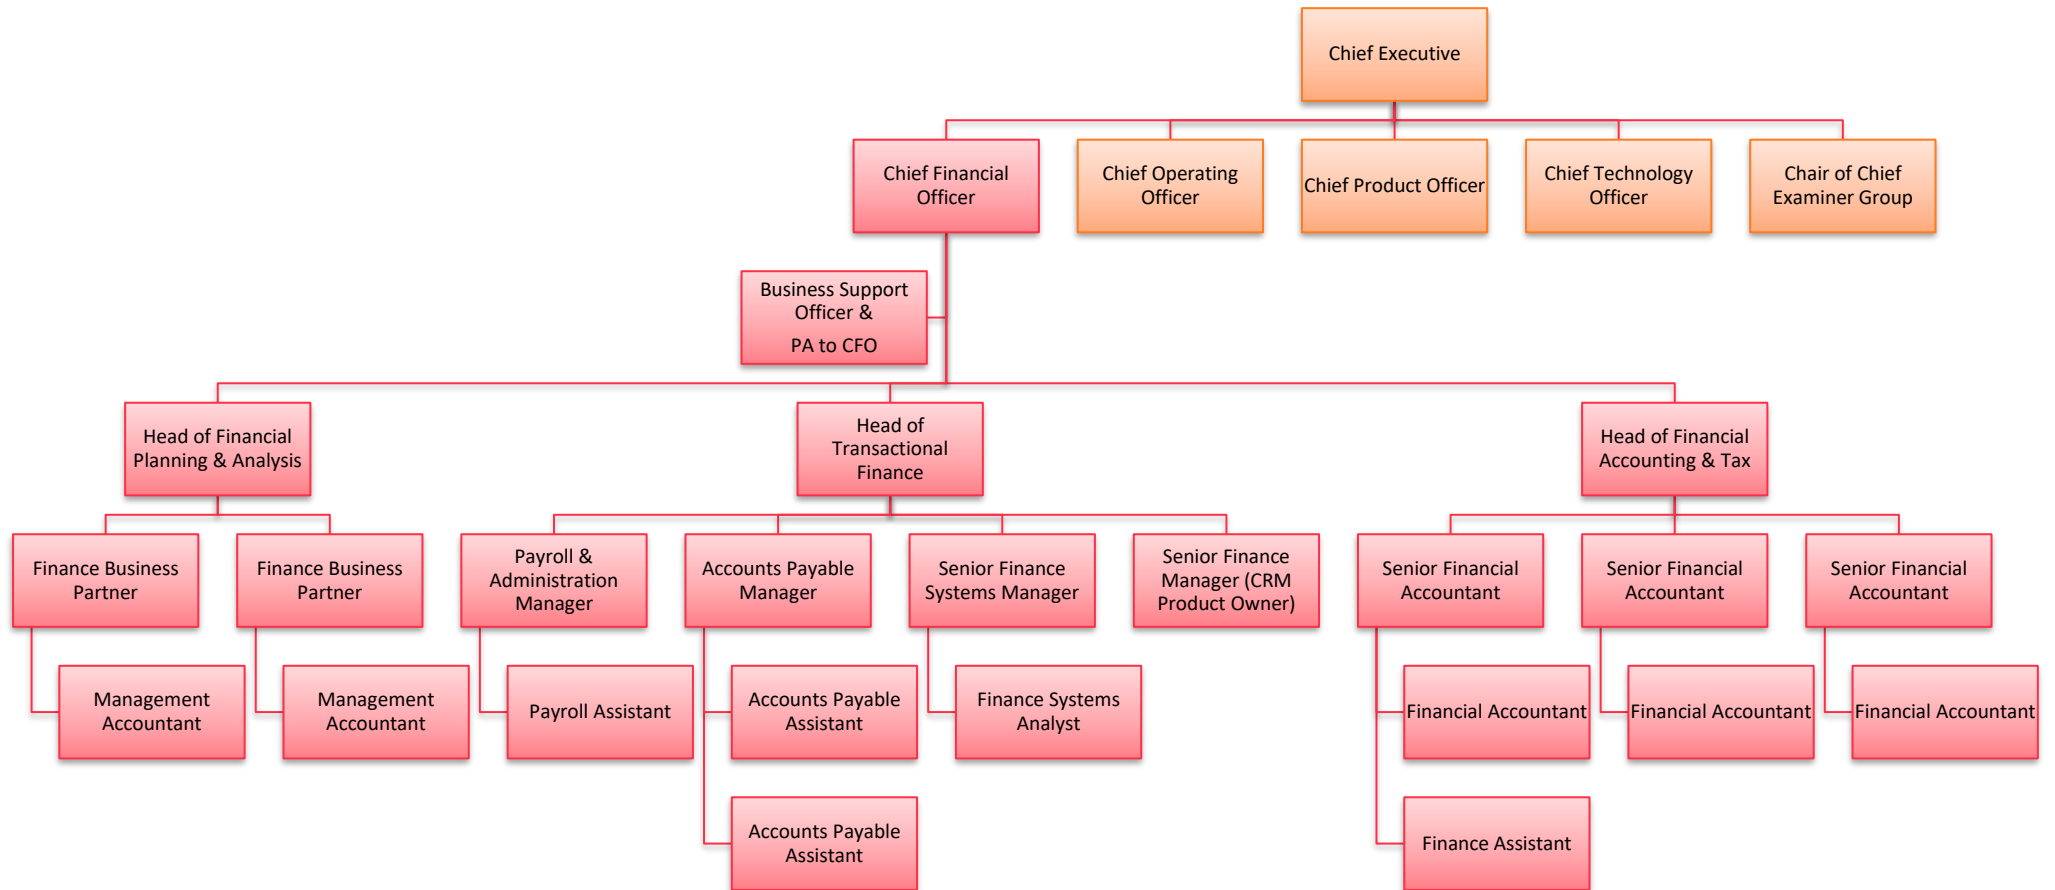 Chief Executive
Chief Financial
Officer
Chief Operating
Officer
Chief Product Officer
Chief Technology
Officer
Chair of Chief
Examiner Group
Business Support
Officer &
PA to CFO
Head of Financial
Planning & Analysis
Head of
Transactional
Finance
Head of Financial
Accounting & Tax
Finance Business
Partner
Finance Business
Partner
Payroll &
Administration
Manager
Accounts Payable
Manager
Senior Finance
Systems Manager
Senior Finance
Manager (CRM
Product Owner)
Senior Financial
Accountant
Senior Financial
Accountant
Senior Financial
Accountant
Management
Accountant
Management
Accountant
Payroll Assistant
Accounts Payable
Assistant
Finance Systems
Analyst
Financial Accountant
Financial Accountant
Financial Accountant
Accounts Payable
Assistant
Finance Assistant